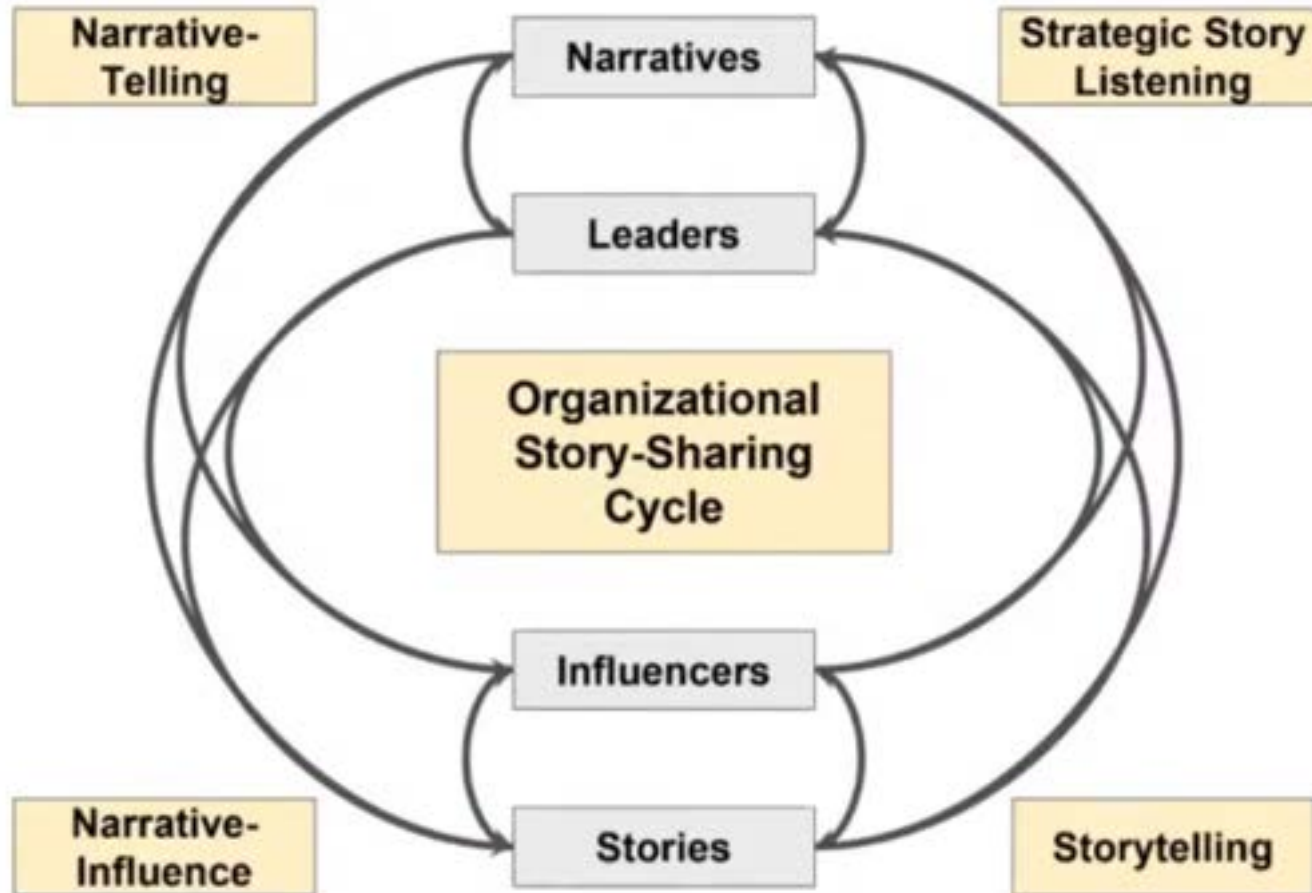 Narrative-
Telling
Narratives
Strategic Story
Listening
Leaders
Organizational
Story-Sharing
Cycle
Influencers
Narrative-
Influence
Stories
Storytelling